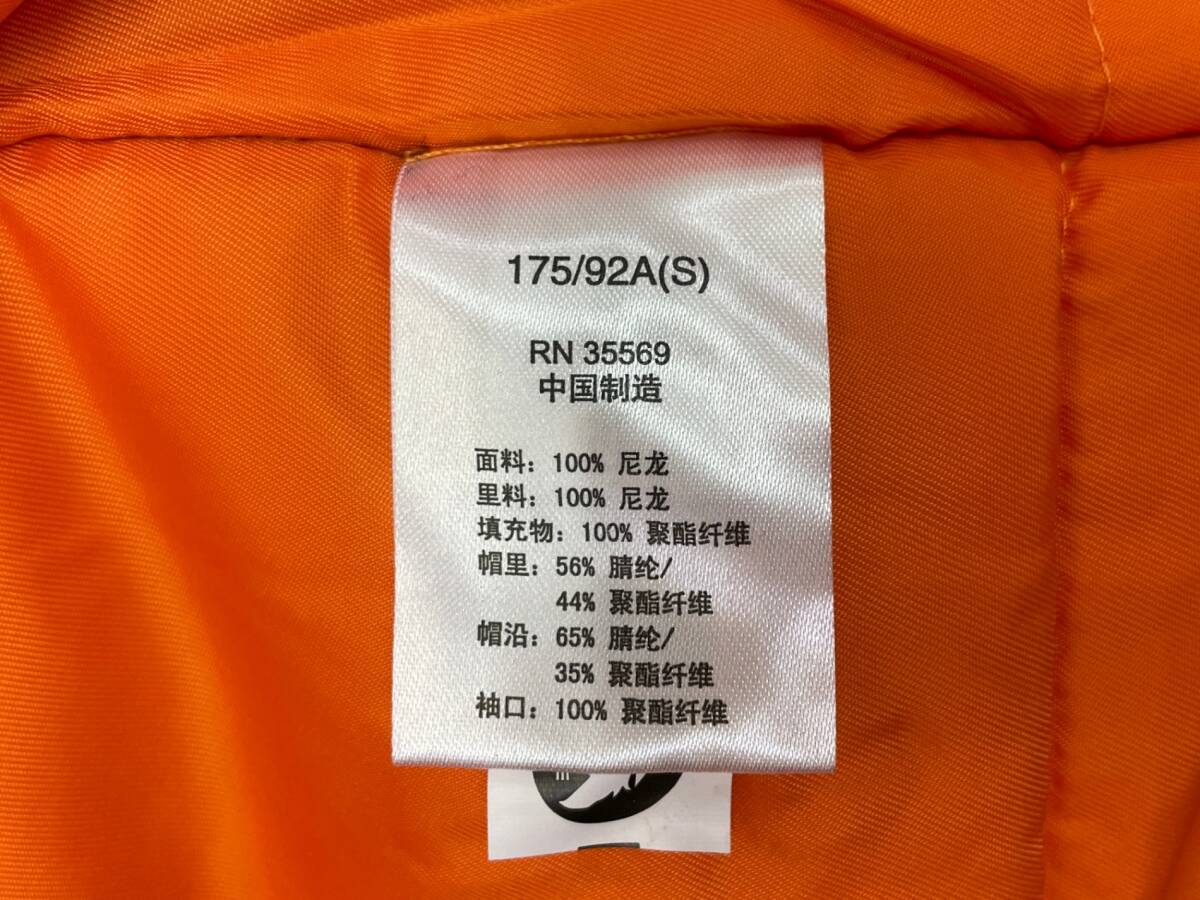 175/92A(S)
RN 35569
中国制造
面料：100% 尼龙
里料：100% 尼龙
填充物：100% 聚酯纤维
帽里：56% 腈纶/
44% 聚酯纤维
帽沿：65% 腈纶/
35% 聚酯纤维
袖口：100% 聚酯纤维